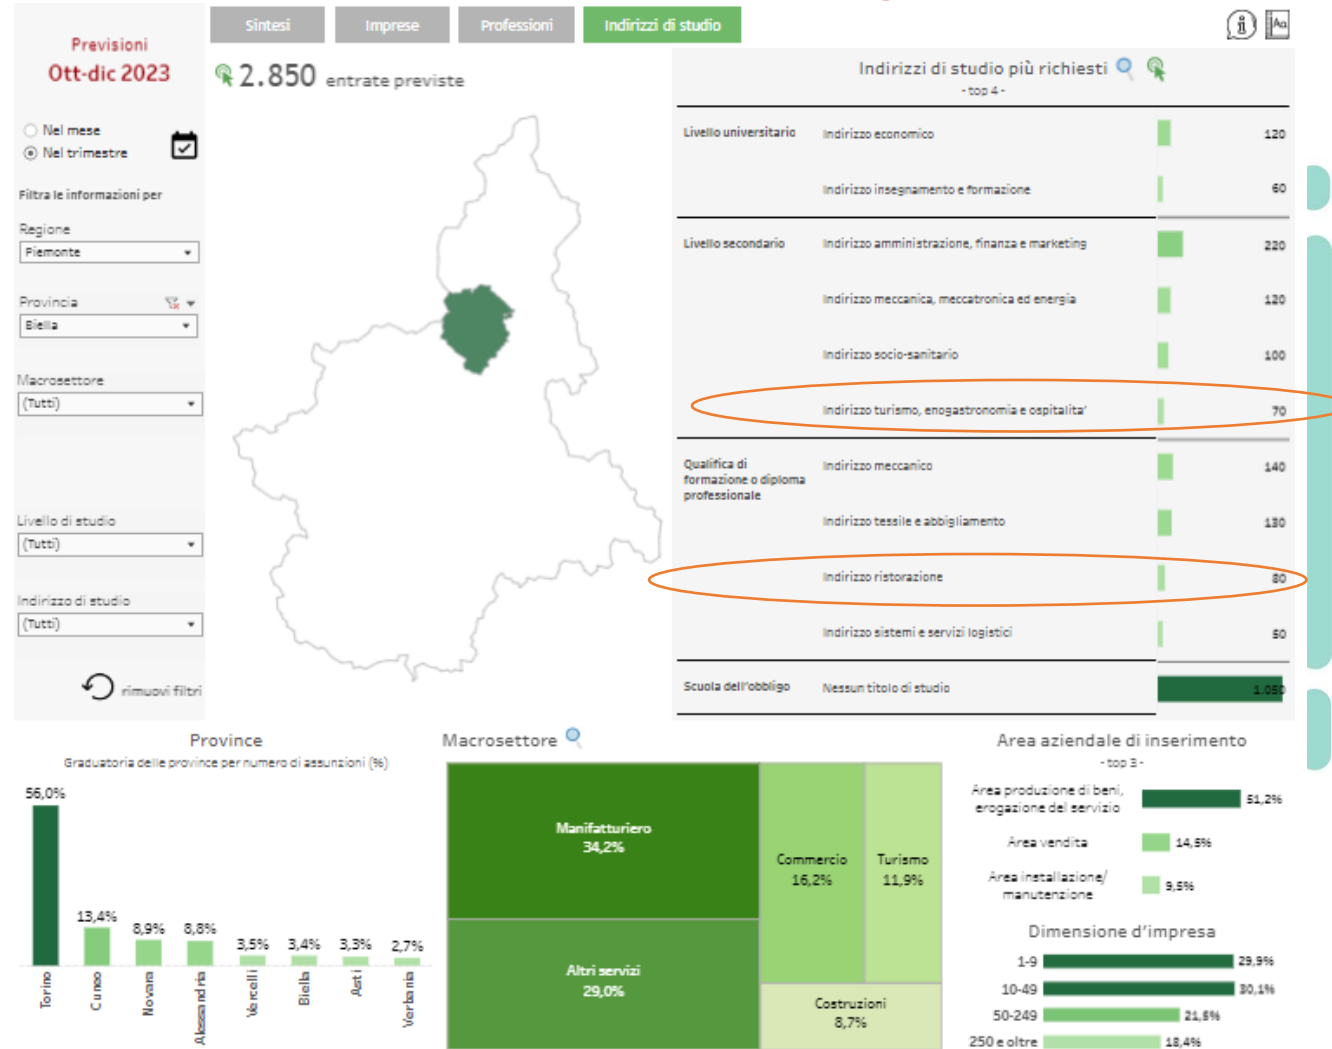 Sintesi
Imprese
Professioni
Indirizzi di studio
Previsioni
Ott-dic 2023
Nel mese
Nel trimestre
Filtra le informazioni per
Regione
Piemonte
Provincia
Biella
Macrosettore
(Tutti)
Livello di studio
(Tutti)
Indirizzo di studio
(Tutti)
rimuovi filtri
2.850 entrate previste
Indirizzi di studio più richiesti
- top 4 -
Livello universitario
Indirizzo economico 120
Indirizzo insegnamento e formazione 60
Livello secondario
Indirizzo amministrazione, finanza e marketing 220
Indirizzo meccanica, meccatronica ed energia 120
Indirizzo socio-sanitario 100
Indirizzo turismo, enogastronomia e ospitalita' 70
Qualifica di
formazione o diploma
professionale
Indirizzo meccanico 140
Indirizzo tessile e abbigliamento 130
Indirizzo ristorazione 80
Indirizzo sistemi e servizi logistici 50
Scuola dell'obbligo
Nessun titolo di studio 1.050
Province
Graduatoria delle province per numero di assunzioni (%)
56,0%
13,4%
8,9%
8,8%
3,5%
3,4%
3,3%
2,7%
Torino
Cuneo
Novara
Alessandria
Vercelli
Biella
Asti
Verbania
Macrosettore
Manifatturiero
34,2%
Altri servizi
29,0%
Commercio
16,2%
Turismo
11,9%
Costruzioni
8,7%
Area aziendale di inserimento
- top 3 -
Area produzione di beni,
erogazione del servizio
51,2%
Area vendita
14,5%
Area installazione/
manutenzione
9,5%
Dimensione d'impresa
1-9 29,9%
10-49 30,1%
50-249 21,6%
250 e oltre 18,4%
Aa